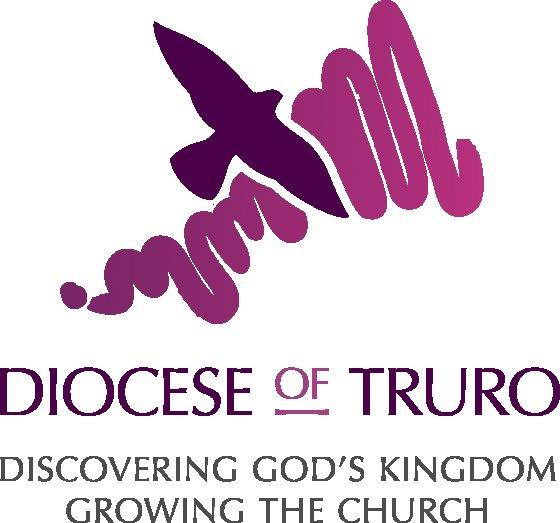 DIOCESE OF TRURO
DISCOVERING GOD'S KINGDOM
GROWING THE CHURCH